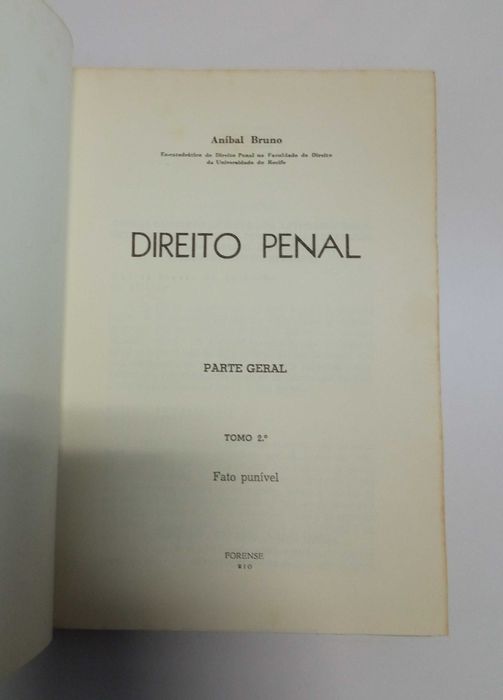 Aníbal Bruno
Ex-catedrático de Direito Penal na Faculdade de Direito
da Universidade do Recife
DIREITO PENAL
PARTE GERAL
TOMO 2.º
Fato punível
FORENSE
RIO